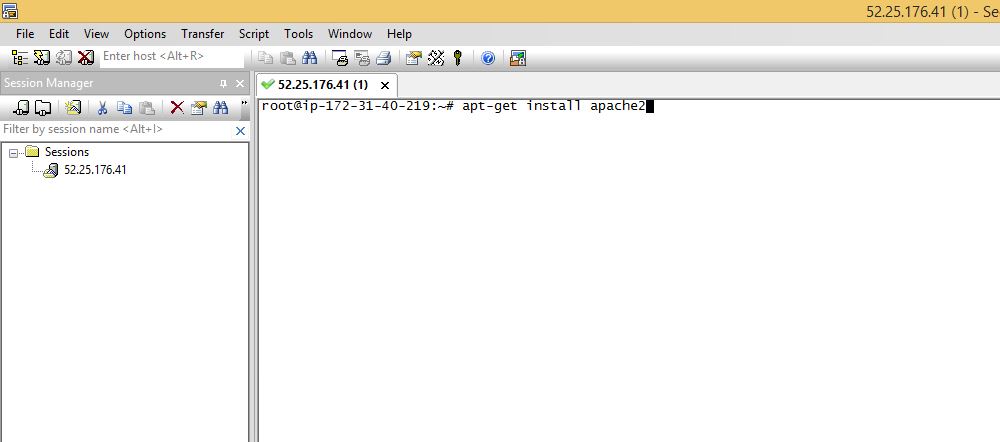 52.25.176.41 (1) - Se
File Edit View Options Transfer Script Tools Window Help
Enter host <Alt+R>
Session Manager
52.25.176.41 (1)
root@ip-172-31-40-219:~# apt-get install apache2
Filter by session name <Alt+I>
Sessions
52.25.176.41